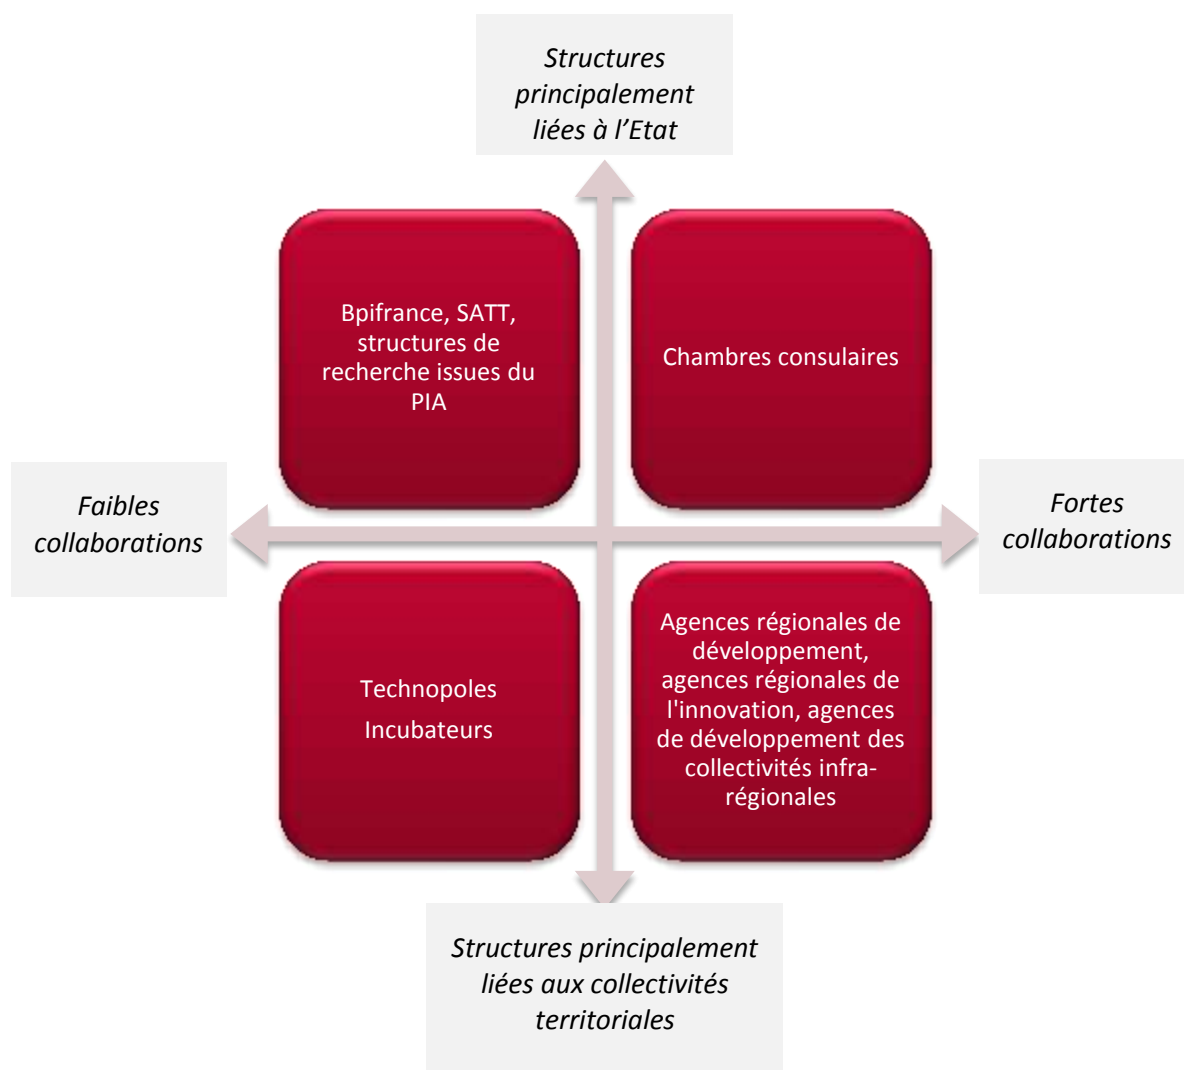 Structures
principalement
liées à l’Etat
Bpifrance, SATT,
structures de
recherche issues du
PIA
Chambres consulaires
Faibles
collaborations
Fortes
collaborations
Technopoles
Incubateurs
Agences régionales de
développement,
agences régionales de
l'innovation, agences
de développement des
collectivités infra-
régionales
Structures principalement
liées aux collectivités
territoriales